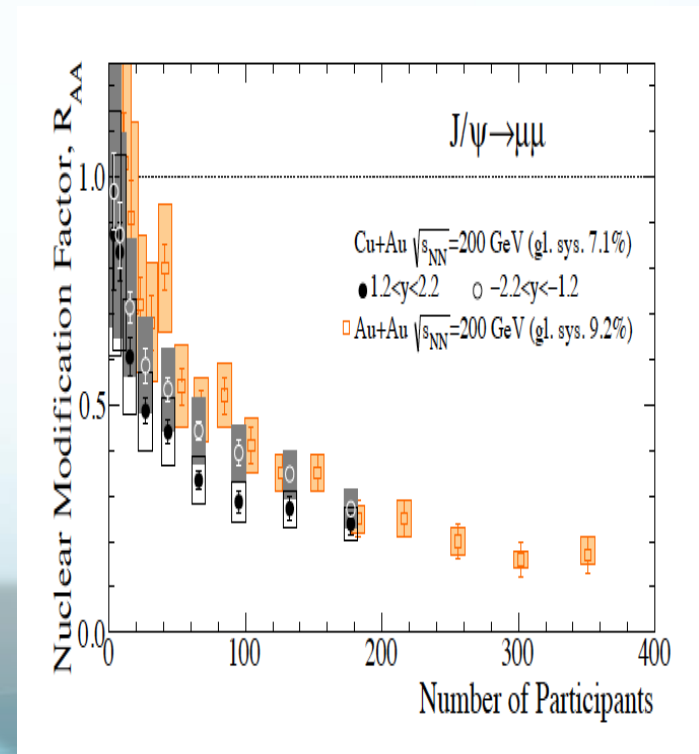 Nuclear Modification Factor, R_AA
J/ψ→μμ
1.0
Cu+Au √s_NN=200 GeV (gl. sys. 7.1%)
●1.2<y<2.2 ○ −2.2<y<−1.2
□ Au+Au √s_NN=200 GeV (gl. sys. 9.2%)
0.5
0.0
0 100 200 300 400
Number of Participants